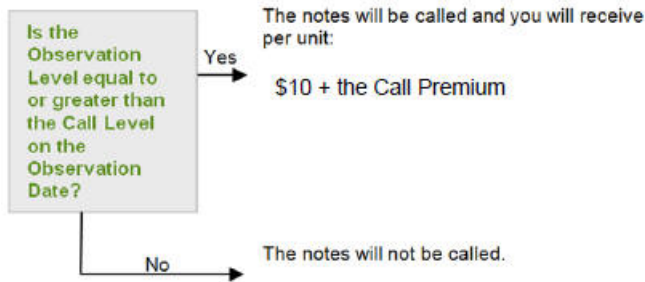 Is the
Observation
Level equal to
or greater than
the Call Level
on the
Observation
Date?
Yes
The notes will be called and you will receive
per unit:
$10 + the Call Premium
No
The notes will not be called.